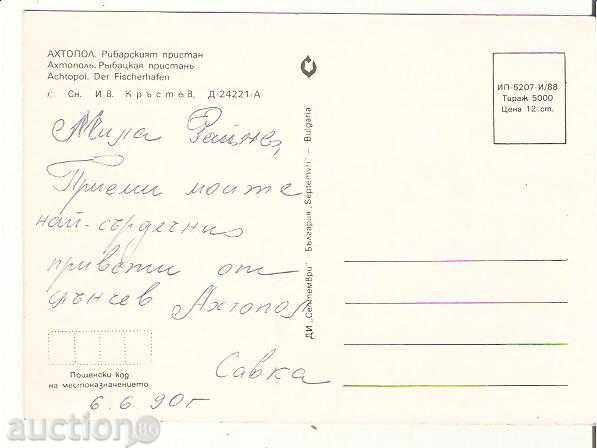 АХТОПОЛ. Рибарският пристан
Ахтополь. Рыбацкая пристань
Achtopol. Der Fischerhafen
с. Сн. Ив. Кръстев. Д-24221-А
Мила
Приеми моите
най-сърдечни
привети от
слънчев Ахтопол
Савка
6.6.90г
Пощенски код
на местоназначението
ДИ „Септември" България „Septemvri" – Bulgaria
ИП-5207-И/88
Тираж 5000
Цена 12 ст.
auction.BG